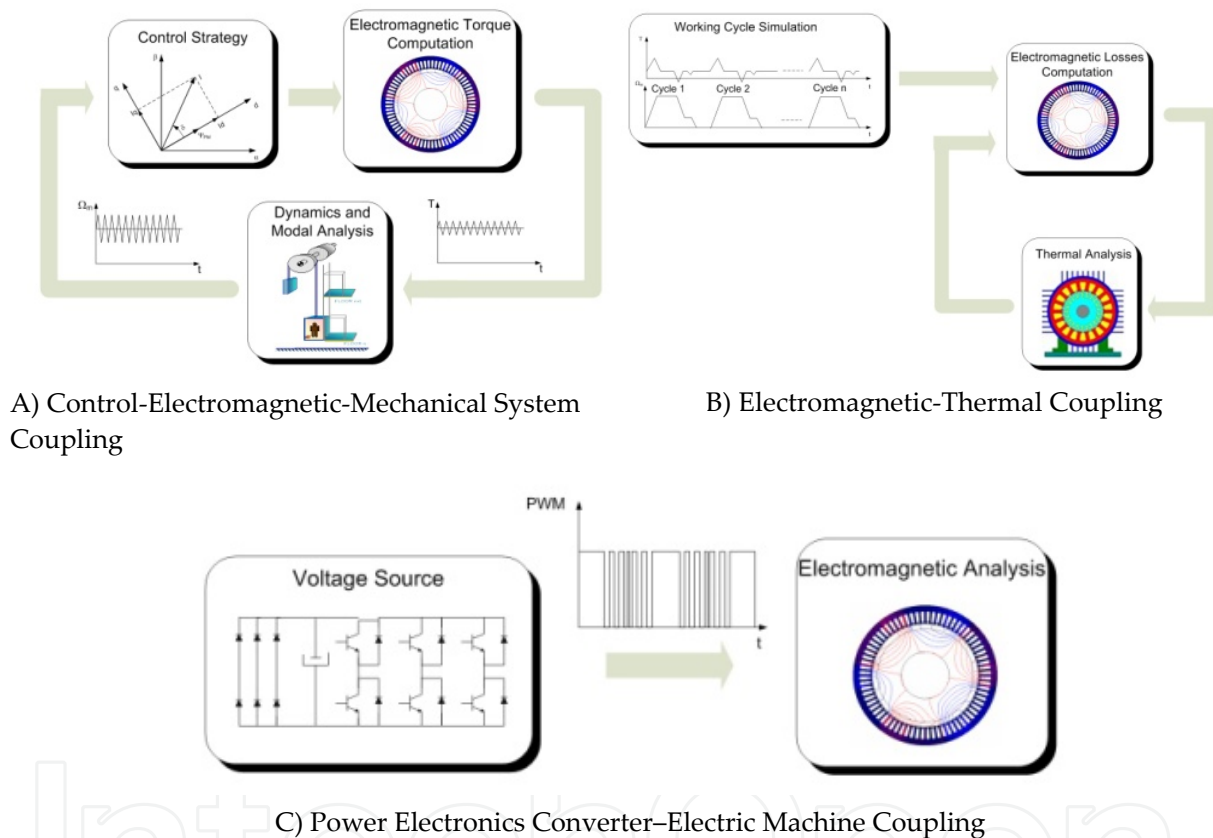 Control Strategy
β
α
Electromagnetic Torque
Computation
Ωm
t
Dynamics and
Modal Analysis
T
t
A) Control-Electromagnetic-Mechanical System
Coupling
Working Cycle Simulation
T
t
Cycle 1 Cycle 2 Cycle n
t
Electromagnetic Losses
Computation
Thermal Analysis
B) Electromagnetic-Thermal Coupling
Voltage Source
PWM
t
Electromagnetic Analysis
C) Power Electronics Converter–Electric Machine Coupling